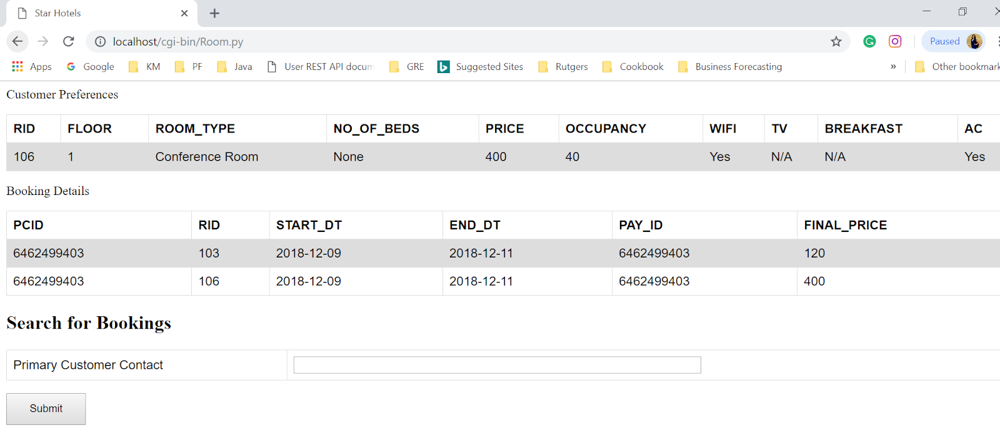 Star Hotels
localhost/cgi-bin/Room.py
Paused
Apps Google KM PF Java User REST API docum GRE Suggested Sites Rutgers Cookbook Business Forecasting » Other bookmark
Customer Preferences
RID FLOOR ROOM_TYPE NO_OF_BEDS PRICE OCCUPANCY WIFI TV BREAKFAST AC
106 1 Conference Room None 400 40 Yes N/A N/A Yes
Booking Details
PCID RID START_DT END_DT PAY_ID FINAL_PRICE
6462499403 103 2018-12-09 2018-12-11 6462499403 120
6462499403 106 2018-12-09 2018-12-11 6462499403 400
Search for Bookings
Primary Customer Contact
Submit